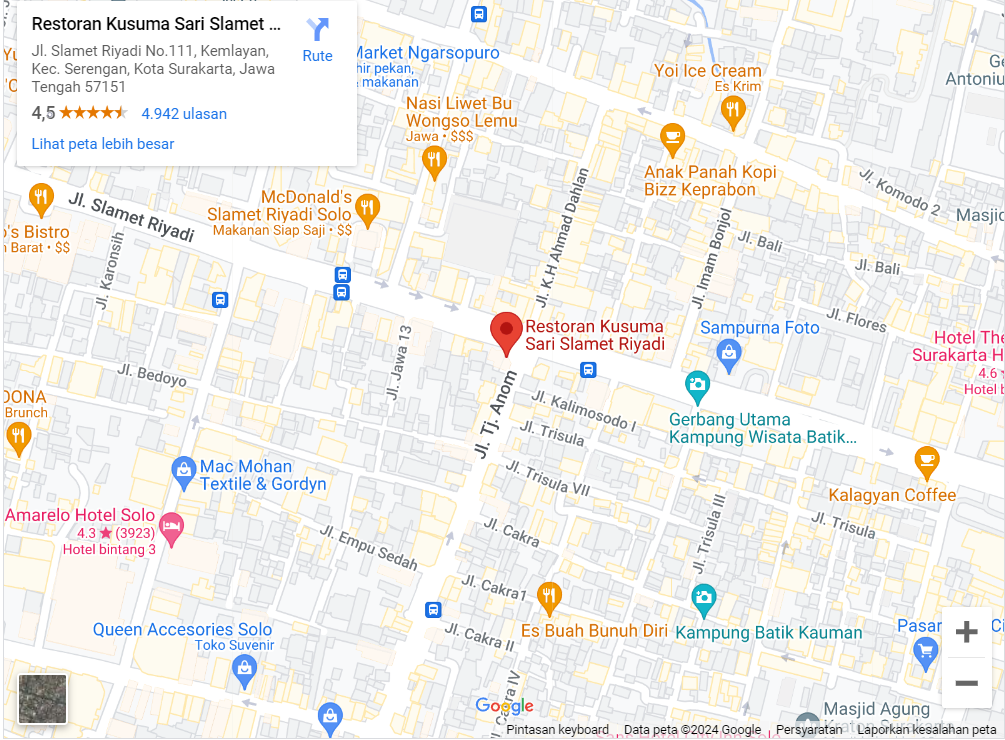 Restoran Kusuma Sari Slamet ...
Jl. Slamet Riyadi No.111, Kemlayan,
Kec. Serengan, Kota Surakarta, Jawa
Tengah 57151
4,5
4.942 ulasan
Lihat peta lebih besar
Rute
Market Ngarsopuro
hir pekan,
makanan
Yoi Ice Cream
Es Krim
Ge
Antoniu
Nasi Liwet Bu
Wongso Lemu
Jawa • $$$
Anak Panah Kopi
Bizz Keprabon
Jl. Komodo 2
Masjid
McDonald's
Slamet Riyadi Solo
Makanan Siap Saji • $$
Jl. Slamet Riyadi
o's Bistro
n Barat • $$
Jl. Karonsih
Jl. K.H Ahmad Dahlan
Jl. Imam Bonjol
Jl. Bali
Jl. Bali
Jl. Flores
Restoran Kusuma
Sari Slamet Riyadi
Sampurna Foto
Hotel The
Surakarta H
4.6
Hotel b
Jl. Jawa 13
Jl. Bedoyo
DONA
Brunch
Jl. Tj. Anom
Jl. Kalimosodo I
Jl. Trisula
Gerbang Utama
Kampung Wisata Batik...
Mac Mohan
Textile & Gordyn
Jl. Trisula VII
Kalagyan Coffee
Amarelo Hotel Solo
4.3 ★ (3923)
Hotel bintang 3
Jl. Empu Sedah
Jl. Cakra
Jl. Trisula III
Jl. Trisula
Jl. Cakra1
Es Buah Bunuh Diri
Kampung Batik Kauman
Queen Accesories Solo
Toko Suvenir
Jl. Cakra II
Jl. Cakra IV
Pasar
Ci
Masjid Agung
Kraton Surakarta
Google
Pintasan keyboard
Data peta ©2024 Google
Persyaratan
Laporkan kesalahan peta